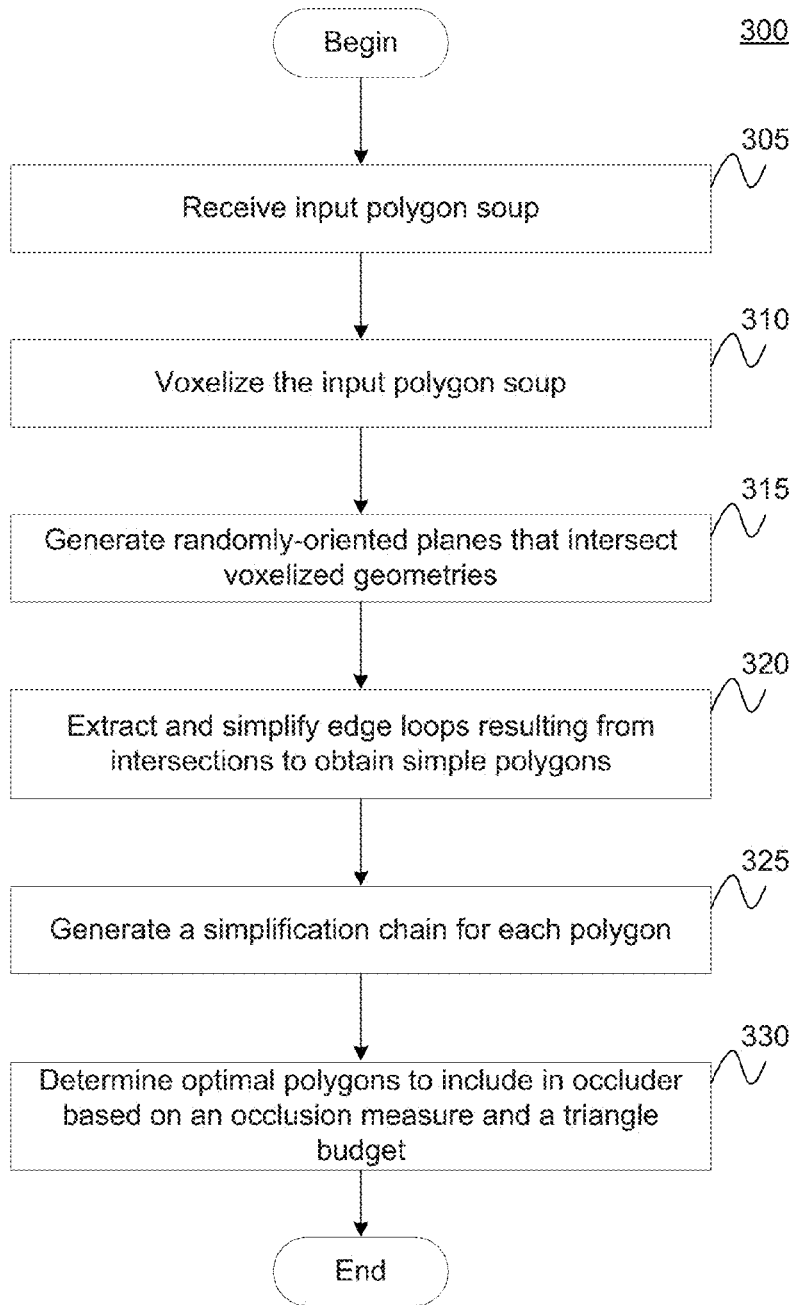 Begin
300
305
Receive input polygon soup
310
Voxelize the input polygon soup
315
Generate randomly-oriented planes that intersect
voxelized geometries
320
Extract and simplify edge loops resulting from
intersections to obtain simple polygons
325
Generate a simplification chain for each polygon
330
Determine optimal polygons to include in occluder
based on an occlusion measure and a triangle
budget
End